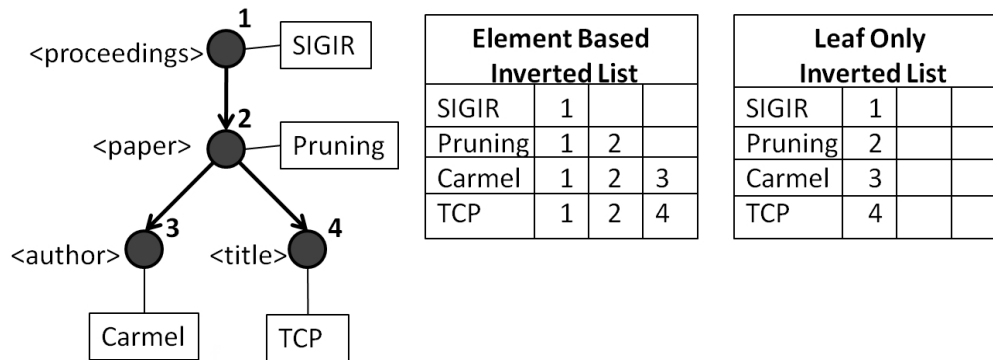 1
<proceedings>
SIGIR
2
<paper>
Pruning
3
<author>
4
<title>
Carmel
TCP
Element Based
Inverted List
SIGIR 1
Pruning 1 2
Carmel 1 2 3
TCP 1 2 4
Leaf Only
Inverted List
SIGIR 1
Pruning 2
Carmel 3
TCP 4